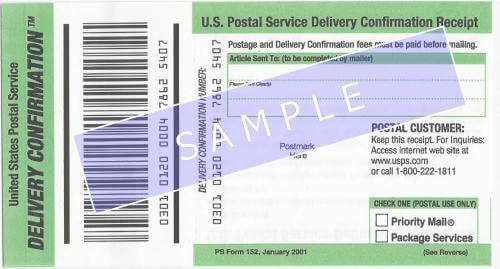 United States Postal Service
DELIVERY CONFIRMATION™
0301 0120 0004 7862 5407
DELIVERY CONFIRMATION NUMBER:
0301 0120 0004 7862 5407
U.S. Postal Service Delivery Confirmation Receipt
Postage and Delivery Confirmation fees must be paid before mailing.
Article Sent To: (to be completed by mailer)
(Please Print Clearly)
SAMPLE
Postmark
Here
POSTAL CUSTOMER:
Keep this receipt. For Inquiries:
Access internet web site at
www.usps.com
or call 1-800-222-1811
CHECK ONE (POSTAL USE ONLY)
Priority Mail®
Package Services
PS Form 152, January 2001
(See Reverse)